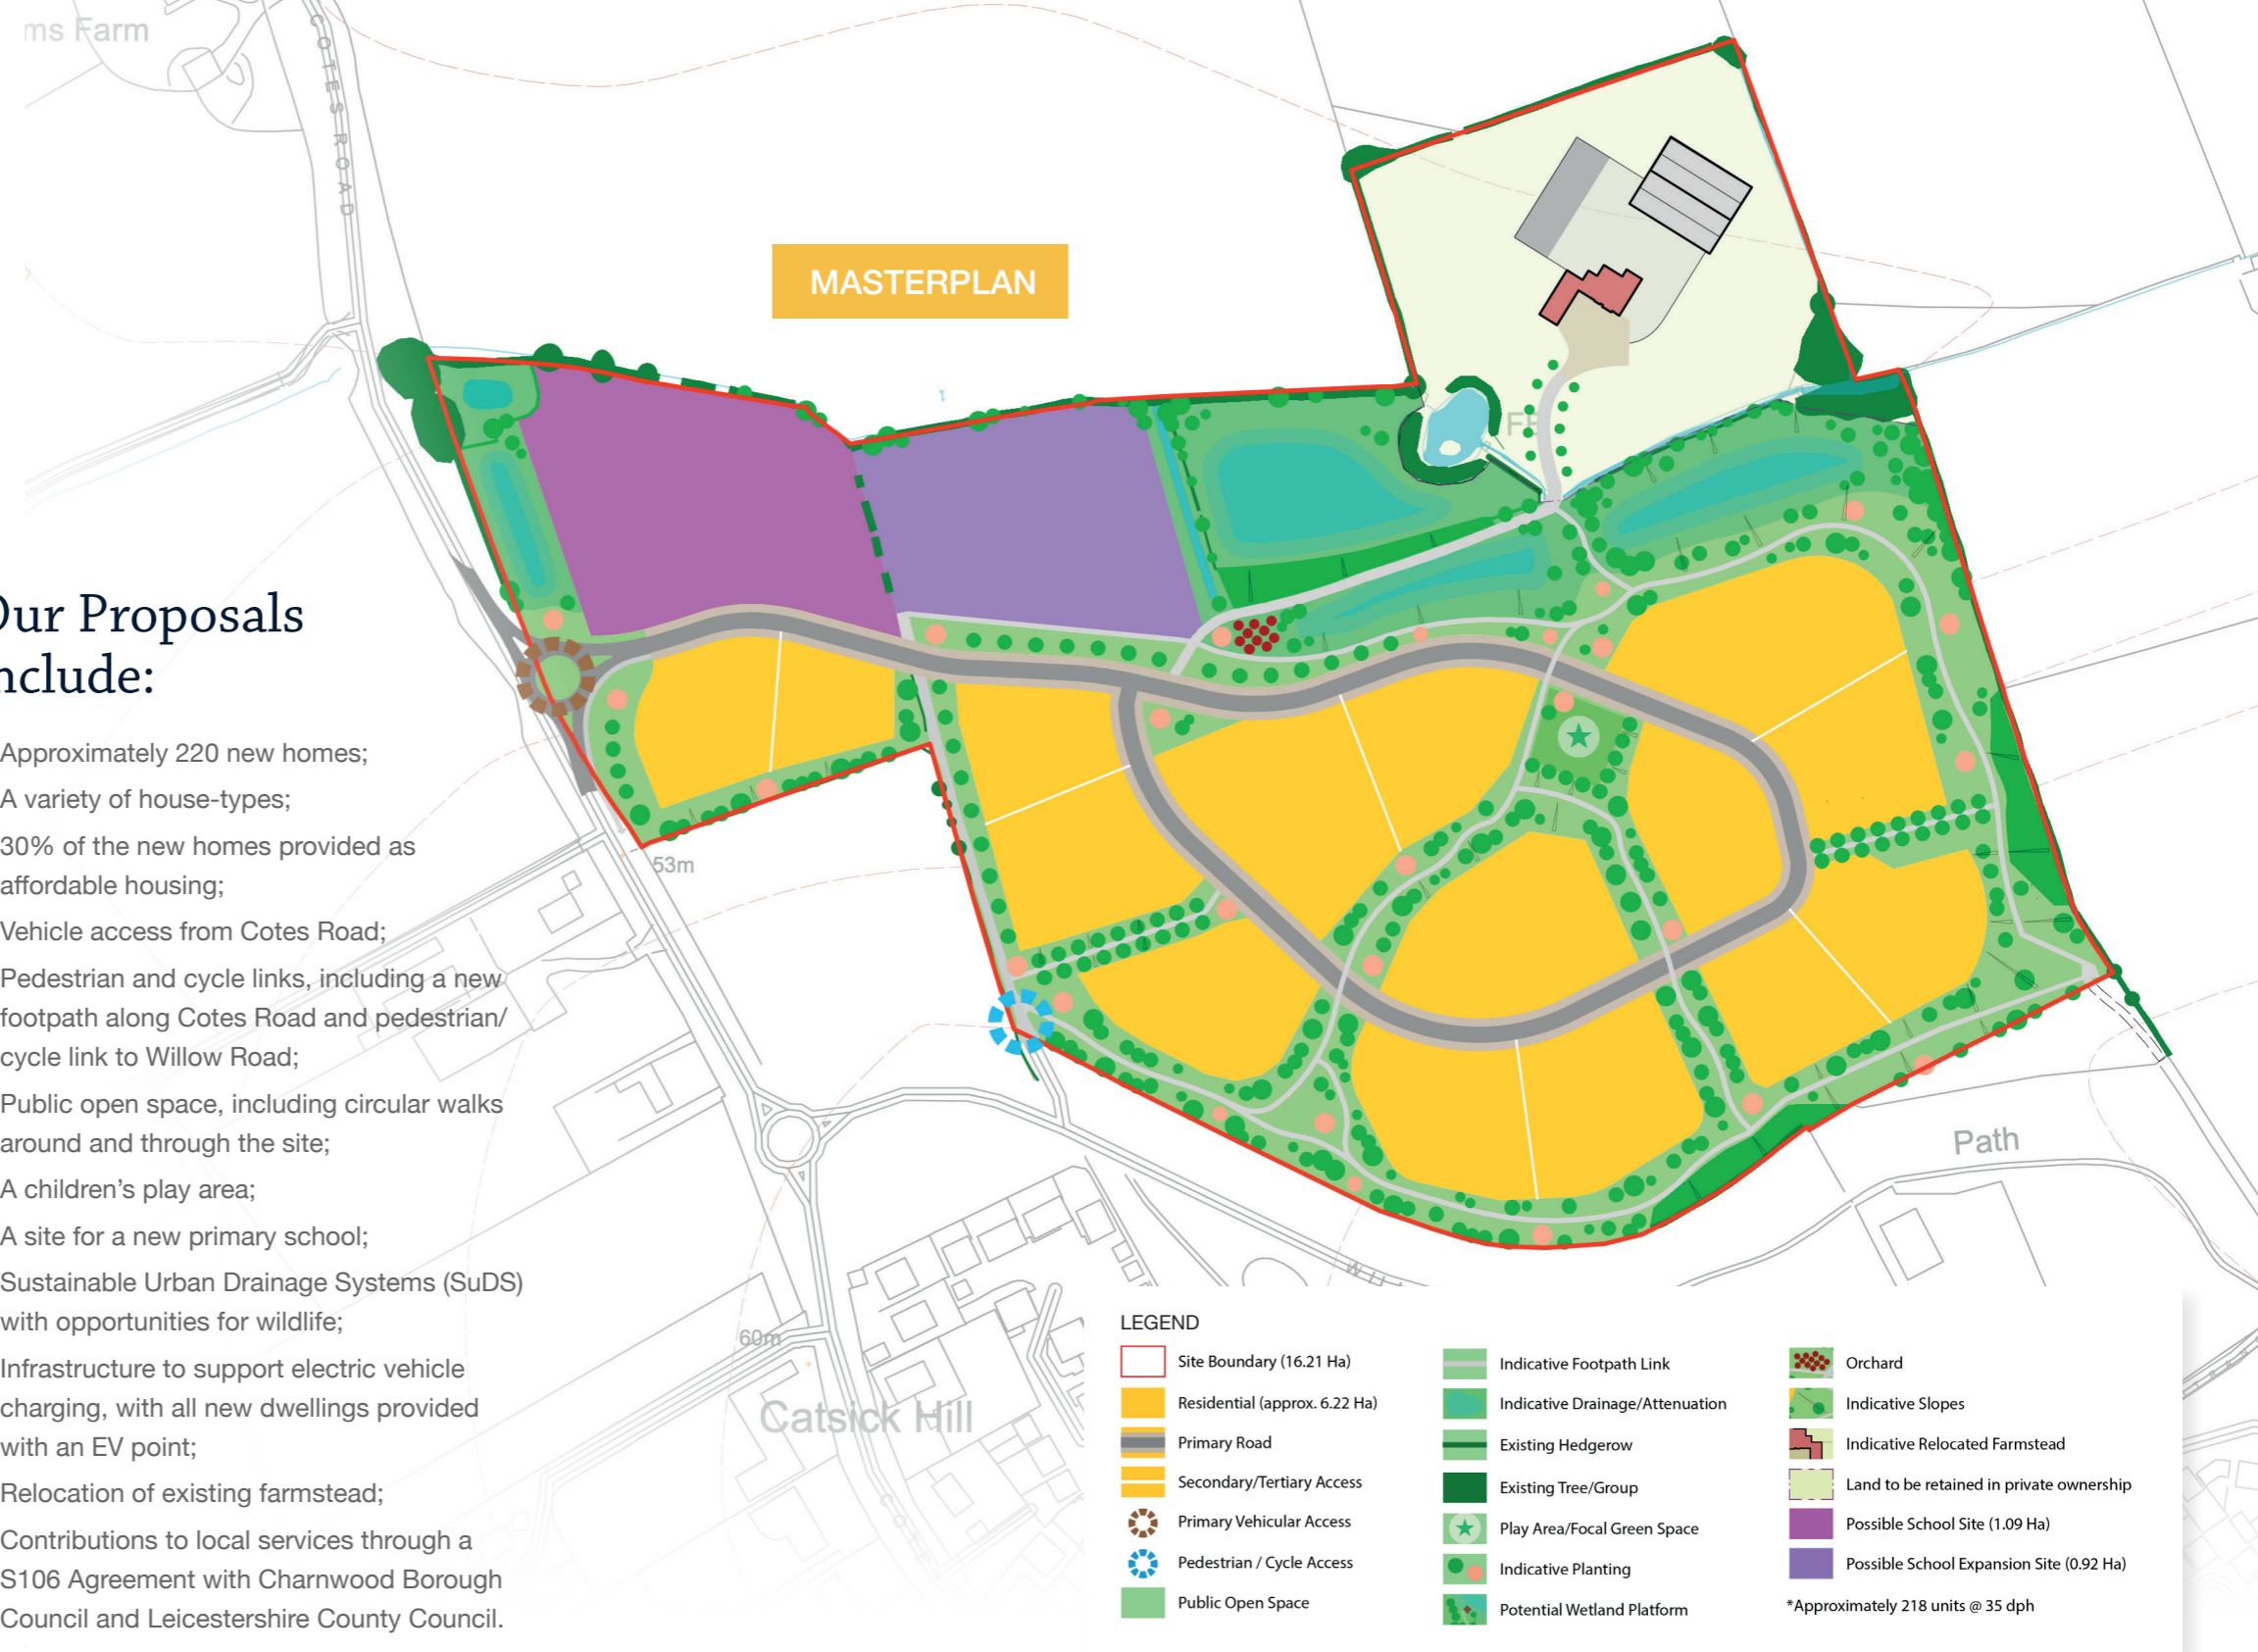 ms Farm
COTES ROAD
MASTERPLAN
Our Proposals
include:
Approximately 220 new homes;
A variety of house-types;
30% of the new homes provided as
affordable housing;
Vehicle access from Cotes Road;
Pedestrian and cycle links, including a new
footpath along Cotes Road and pedestrian/
cycle link to Willow Road;
Public open space, including circular walks
around and through the site;
A children's play area;
A site for a new primary school;
Sustainable Urban Drainage Systems (SuDS)
with opportunities for wildlife;
Infrastructure to support electric vehicle
charging, with all new dwellings provided
with an EV point;
Relocation of existing farmstead;
Contributions to local services through a
S106 Agreement with Charnwood Borough
Council and Leicestershire County Council.
53m
60m
Catsick Hill
Path
LEGEND
Site Boundary (16.21 Ha)
Residential (approx. 6.22 Ha)
Primary Road
Secondary/Tertiary Access
Primary Vehicular Access
Pedestrian / Cycle Access
Public Open Space
Indicative Footpath Link
Indicative Drainage/Attenuation
Existing Hedgerow
Existing Tree/Group
Play Area/Focal Green Space
Indicative Planting
Potential Wetland Platform
Orchard
Indicative Slopes
Indicative Relocated Farmstead
Land to be retained in private ownership
Possible School Site (1.09 Ha)
Possible School Expansion Site (0.92 Ha)
*Approximately 218 units @ 35 dph